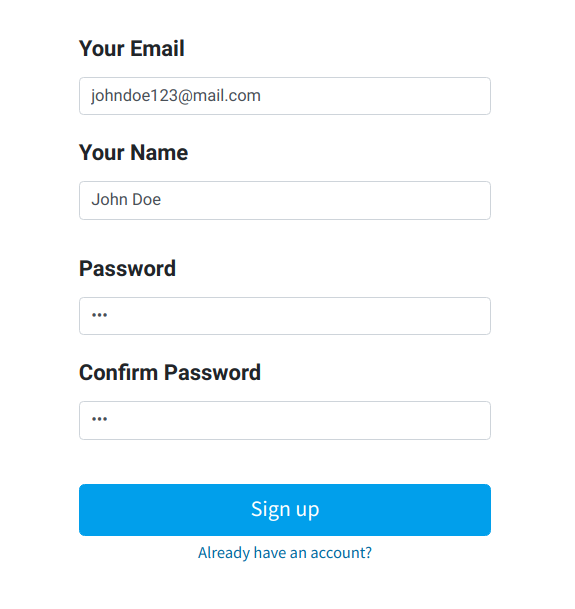 Your Email
johndoe123@mail.com
Your Name
John Doe
Password
•••
Confirm Password
•••
Sign up
Already have an account?